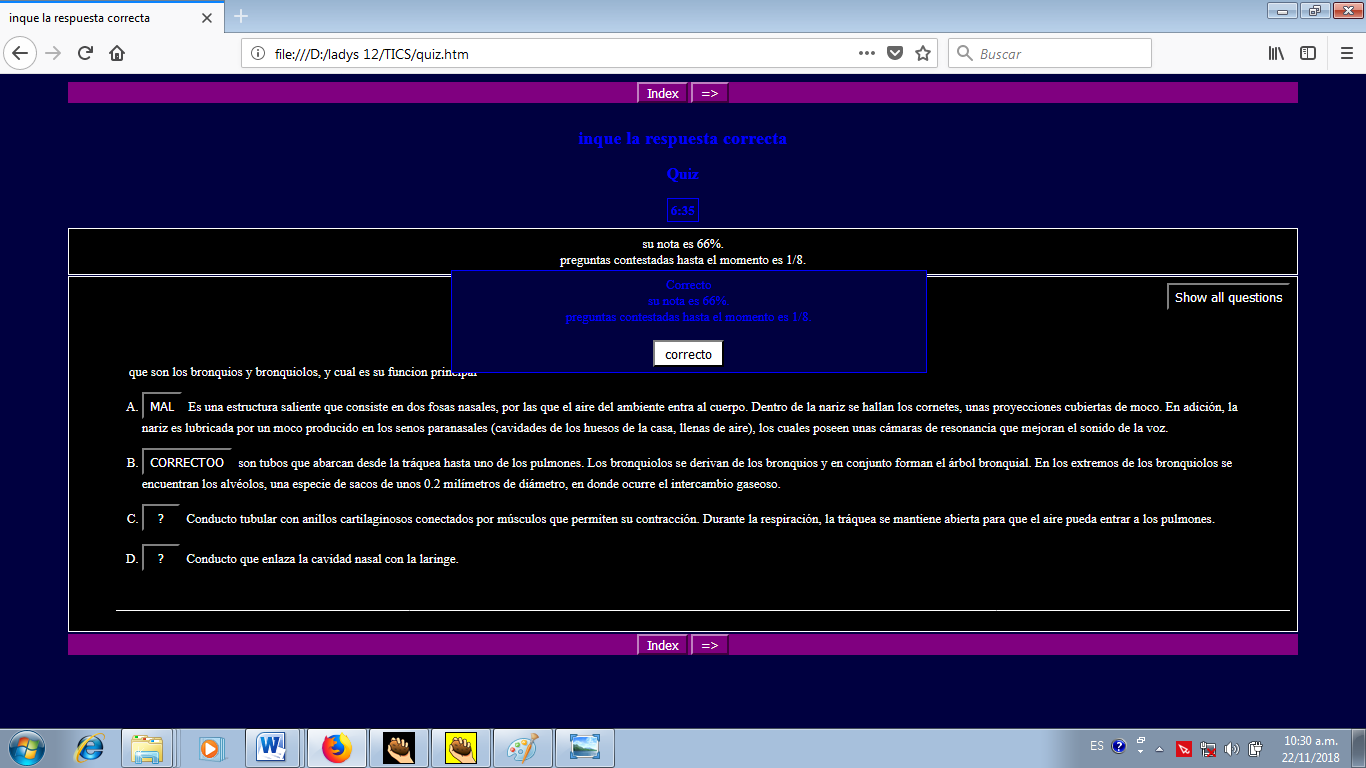 inque la respuesta correcta
file:///D:/ladys 12/TICS/quiz.htm
Buscar
Index =>
inque la respuesta correcta
Quiz
6:35
su nota es 66%.
preguntas contestadas hasta el momento es 1/8.
Correcto
su nota es 66%.
preguntas contestadas hasta el momento es 1/8.
correcto
Show all questions
que son los bronquios y bronquiolos, y cual es su funcion principal
A. MAL Es una estructura saliente que consiste en dos fosas nasales, por las que el aire del ambiente entra al cuerpo. Dentro de la nariz se hallan los cornetes, unas proyecciones cubiertas de moco. En adición, la
nariz es lubricada por un moco producido en los senos paranasales (cavidades de los huesos de la casa, llenas de aire), los cuales poseen unas cámaras de resonancia que mejoran el sonido de la voz.
B. CORRECTOO son tubos que abarcan desde la tráquea hasta uno de los pulmones. Los bronquiolos se derivan de los bronquios y en conjunto forman el árbol bronquial. En los extremos de los bronquiolos se
encuentran los alvéolos, una especie de sacos de unos 0.2 milímetros de diámetro, en donde ocurre el intercambio gaseoso.
C. ? Conducto tubular con anillos cartilaginosos conectados por músculos que permiten su contracción. Durante la respiración, la tráquea se mantiene abierta para que el aire pueda entrar a los pulmones.
D. ? Conducto que enlaza la cavidad nasal con la laringe.
Index =>
ES
10:30 a.m.
22/11/2018